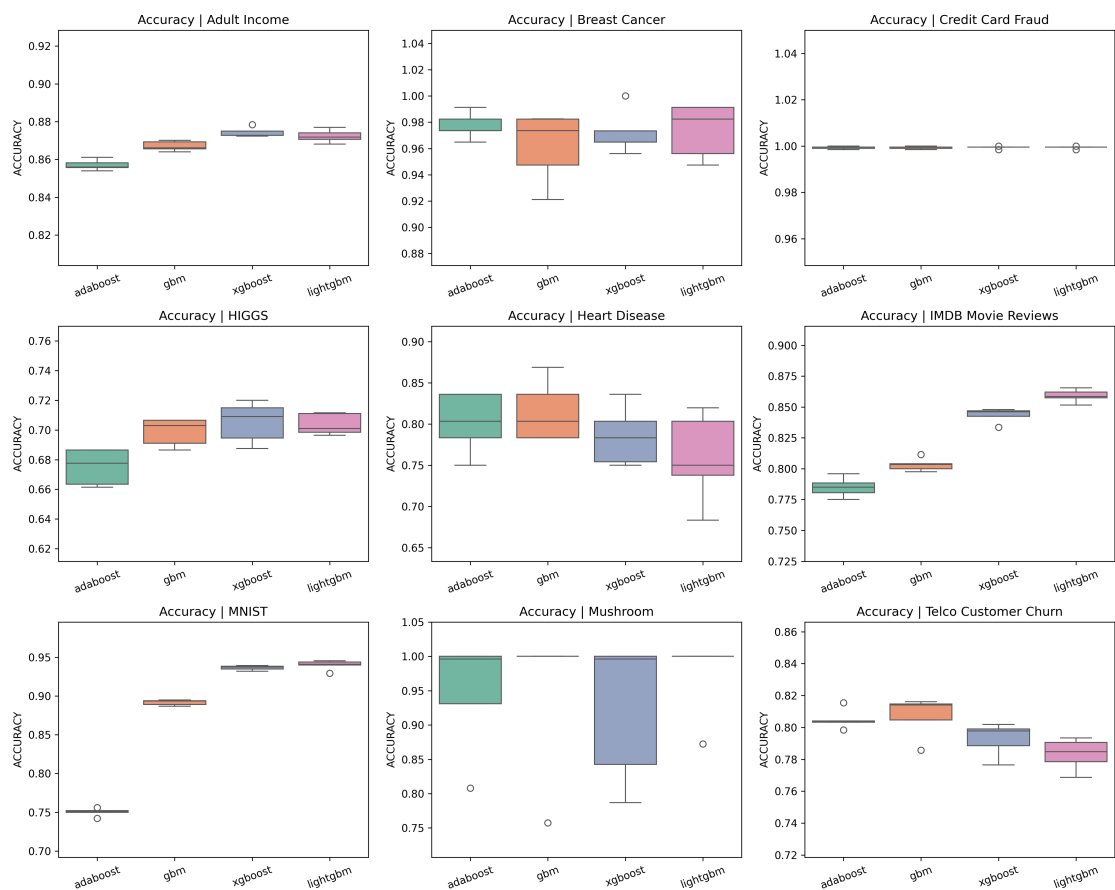 Accuracy | Adult Income
ACCURACY
0.92
0.90
0.88
0.86
0.84
0.82
adaboost
gbm
xgboost
lightgbm
Accuracy | Breast Cancer
ACCURACY
1.04
1.02
1.00
0.98
0.96
0.94
0.92
0.90
0.88
adaboost
gbm
xgboost
lightgbm
Accuracy | Credit Card Fraud
ACCURACY
1.04
1.02
1.00
0.98
0.96
adaboost
gbm
xgboost
lightgbm
Accuracy | HIGGS
ACCURACY
0.76
0.74
0.72
0.70
0.68
0.66
0.64
0.62
adaboost
gbm
xgboost
lightgbm
Accuracy | Heart Disease
ACCURACY
0.90
0.85
0.80
0.75
0.70
0.65
adaboost
gbm
xgboost
lightgbm
Accuracy | IMDB Movie Reviews
ACCURACY
0.900
0.875
0.850
0.825
0.800
0.775
0.750
0.725
adaboost
gbm
xgboost
lightgbm
Accuracy | MNIST
ACCURACY
0.95
0.90
0.85
0.80
0.75
0.70
adaboost
gbm
xgboost
lightgbm
Accuracy | Mushroom
ACCURACY
1.05
1.00
0.95
0.90
0.85
0.80
0.75
adaboost
gbm
xgboost
lightgbm
Accuracy | Telco Customer Churn
ACCURACY
0.86
0.84
0.82
0.80
0.78
0.76
0.74
0.72
adaboost
gbm
xgboost
lightgbm